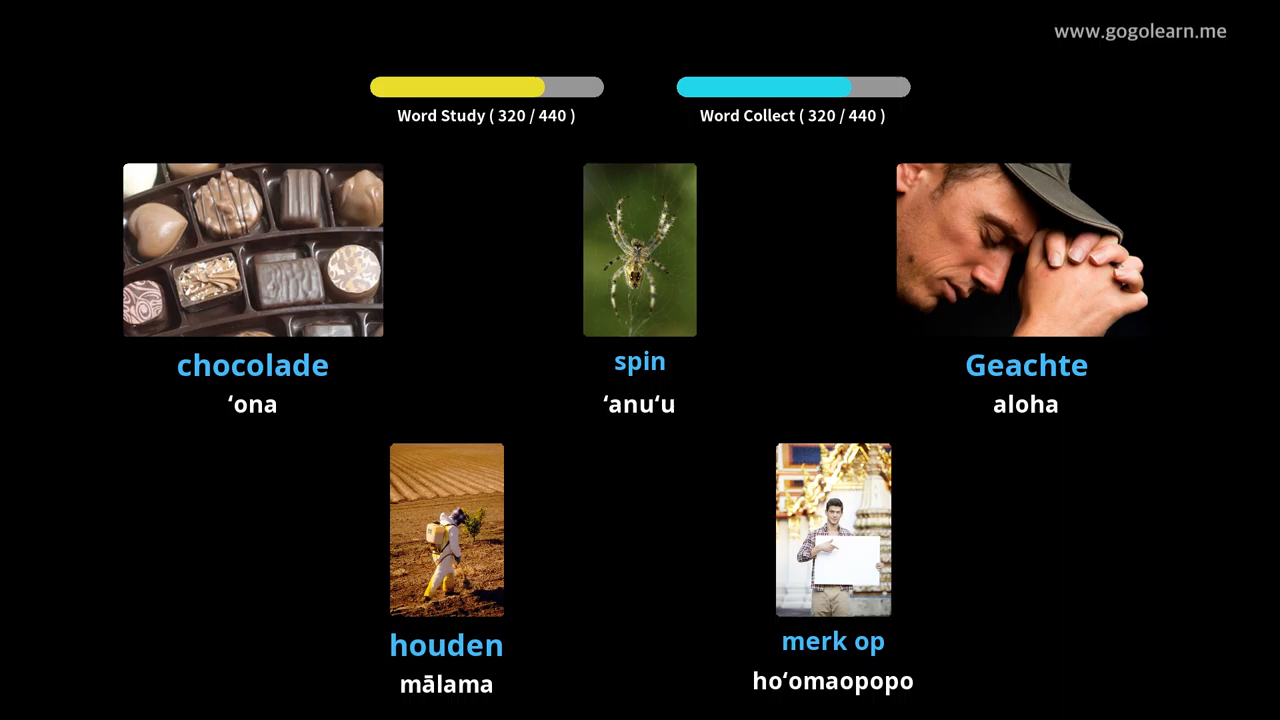 www.gogolearn.me
Word Study ( 320 / 440 )
Word Collect ( 320 / 440 )
chocolade
ʻona
spin
ʻanuʻu
Geachte
aloha
houden
mālama
merk op
hoʻomaopopo